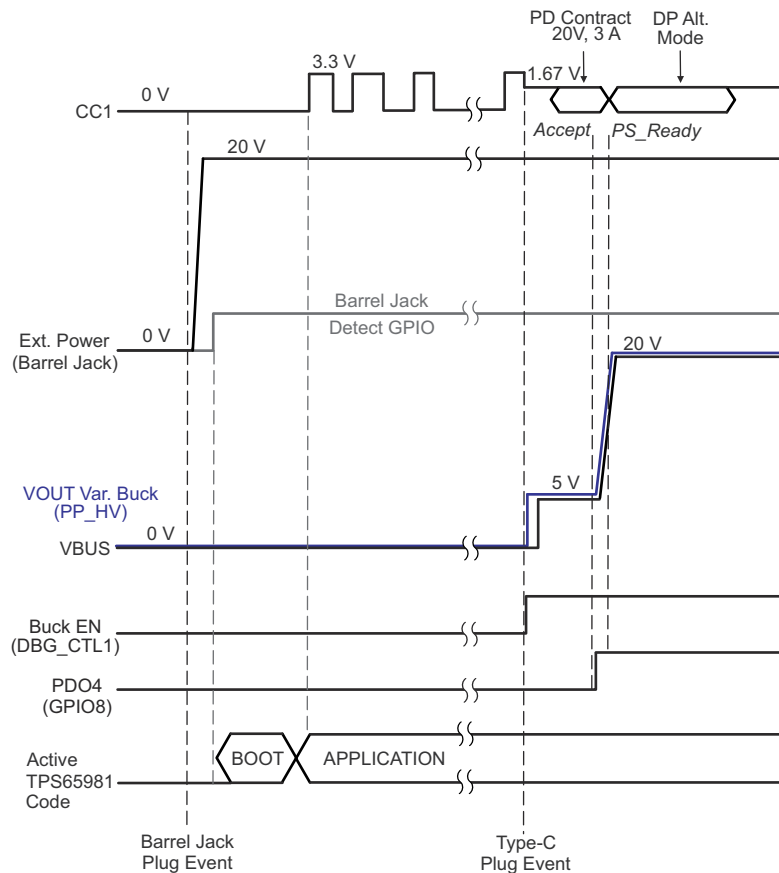 PD Contract
20V, 3 A
DP Alt.
Mode
3.3 V
1.67 V
0 V
CC1
Accept
PS_Ready
20 V
Barrel Jack
Detect GPIO
Ext. Power
(Barrel Jack)
0 V
20 V
VOUT Var. Buck
(PP_HV)
5 V
0 V
VBUS
Buck EN
(DBG_CTL1)
PDO4
(GPIO8)
Active
TPS65981
Code
BOOT
APPLICATION
Barrel Jack
Plug Event
Type-C
Plug Event